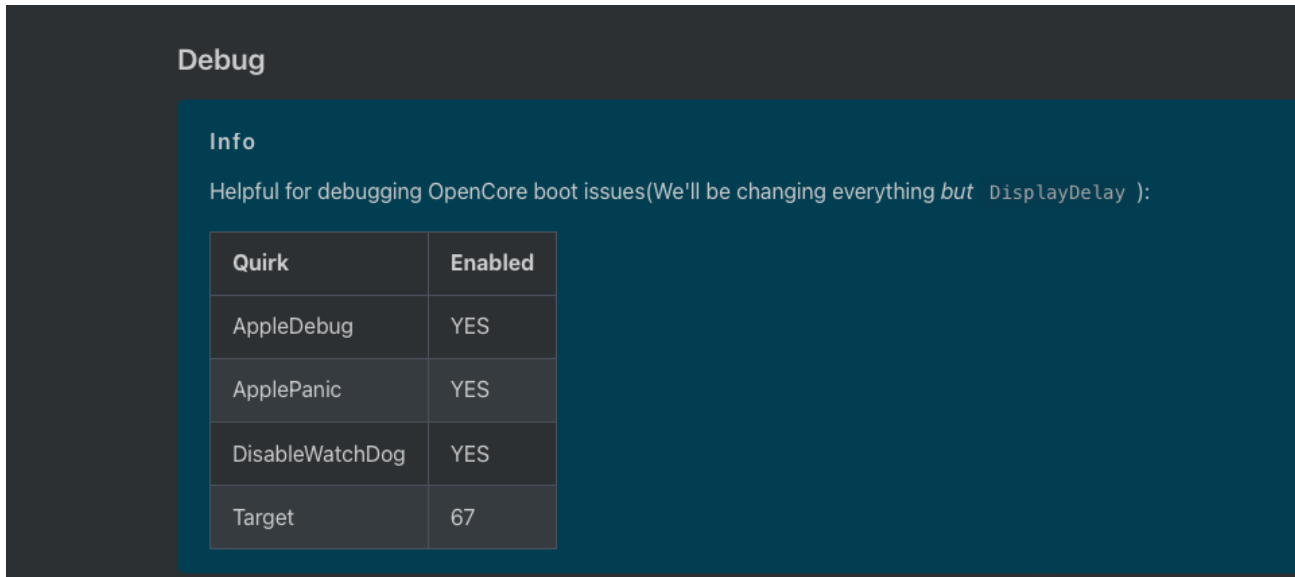 Debug
Info
Helpful for debugging OpenCore boot issues(We'll be changing everything but DisplayDelay ):
Quirk Enabled
AppleDebug YES
ApplePanic YES
DisableWatchDog YES
Target 67